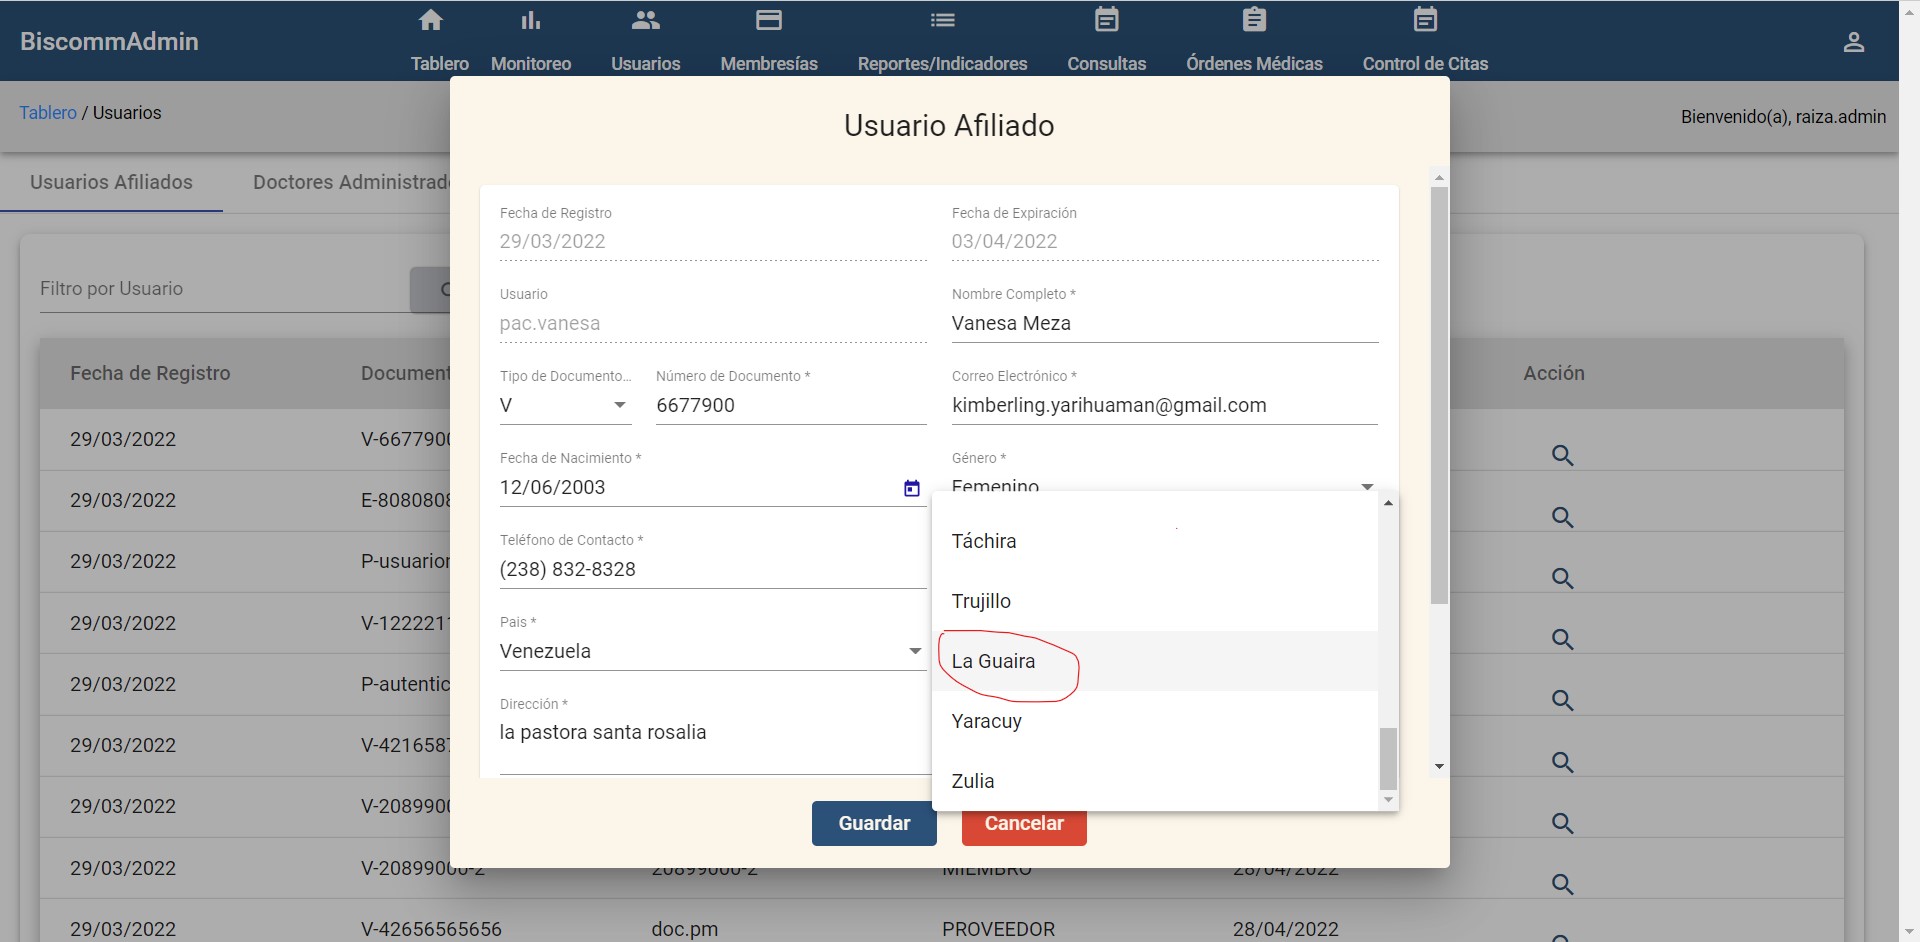 BiscommAdmin
Tablero
Monitoreo
Usuarios
Membresías
Reportes/Indicadores
Consultas
Órdenes Médicas
Control de Citas
Tablero / Usuarios
Bienvenido(a), raiza.admin
Usuarios Afiliados
Doctores Administrad
Filtro por Usuario
Fecha de Registro
Document
Acción
29/03/2022
V-6677900
29/03/2022
E-8080808
29/03/2022
P-usuarion
29/03/2022
V-1222211
29/03/2022
P-autentic
29/03/2022
V-4216587
29/03/2022
V-2089900
29/03/2022
V-20899000-2
20899000-2
MIEMBRO
28/04/2022
29/03/2022
V-42656565656
doc.pm
PROVEEDOR
28/04/2022
Usuario Afiliado
Fecha de Registro
29/03/2022
Fecha de Expiración
03/04/2022
Usuario
pac.vanesa
Nombre Completo *
Vanesa Meza
Tipo de Documento...
V
Número de Documento *
6677900
Correo Electrónico *
kimberling.yarihuaman@gmail.com
Fecha de Nacimiento *
12/06/2003
Género *
Femenino
Teléfono de Contacto *
(238) 832-8328
Pais *
Venezuela
Dirección *
la pastora santa rosalia
Táchira
Trujillo
La Guaira
Yaracuy
Zulia
Guardar
Cancelar